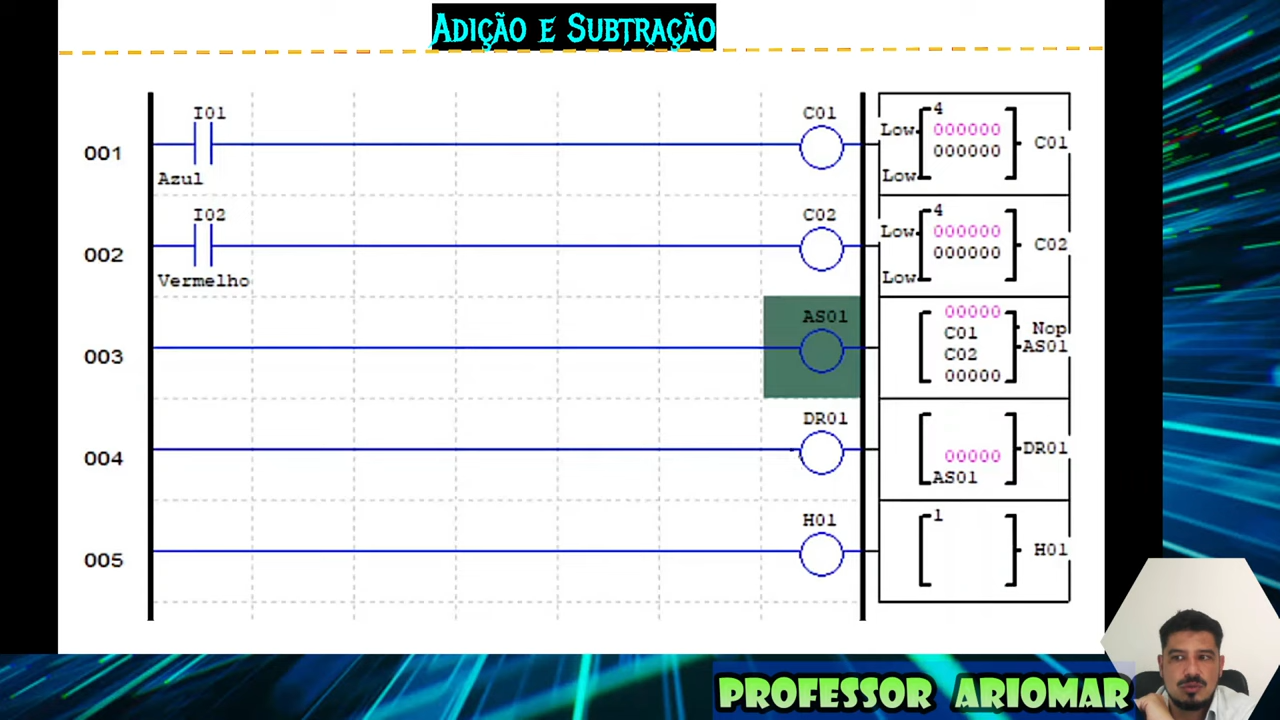 Adição e Subtração
I01 C01 4
Low 000000
001 000000 C01
Azul Low
I02 C02 4
Low 000000
002 000000 C02
Vermelho Low
AS01 00000
C01 Nop
003 C02 AS01
00000
DR01
004 00000 DR01
AS01
H01 1
005 H01
PROFESSOR ARIOMAR